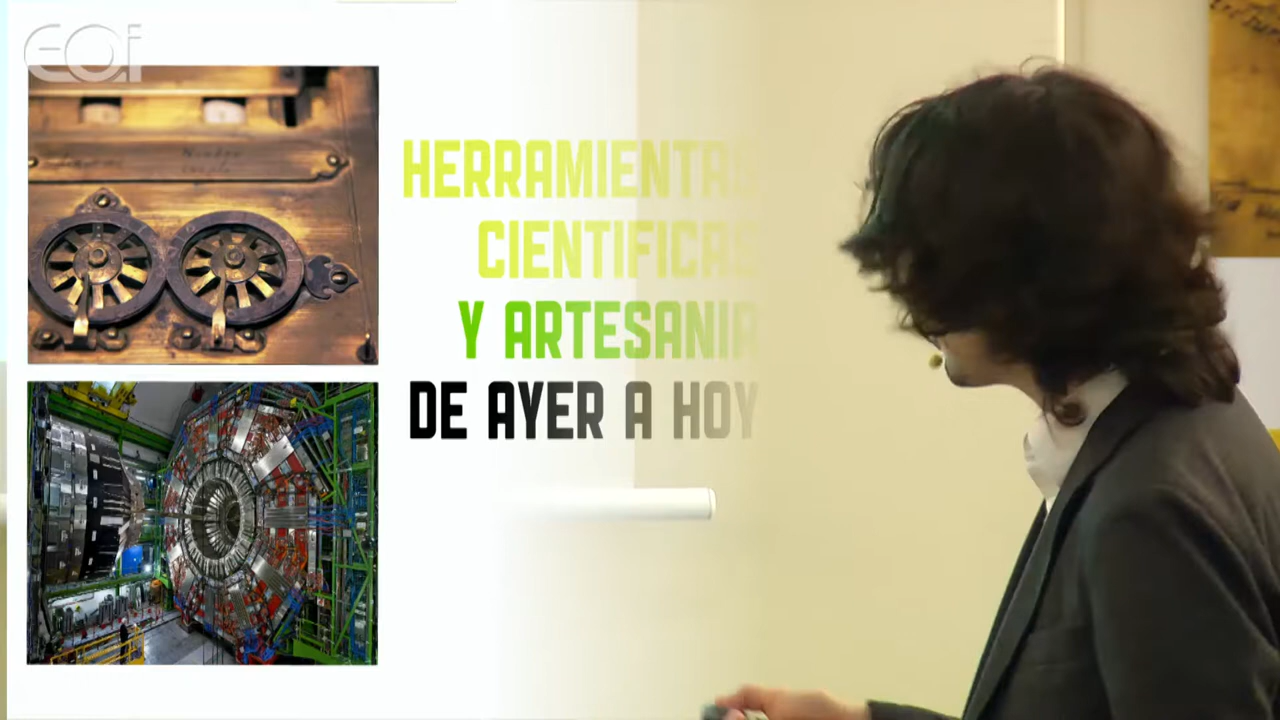 EOi
HERRAMIENTAS
CIENTIFICAS
Y ARTESANIA
DE AYER A HOY